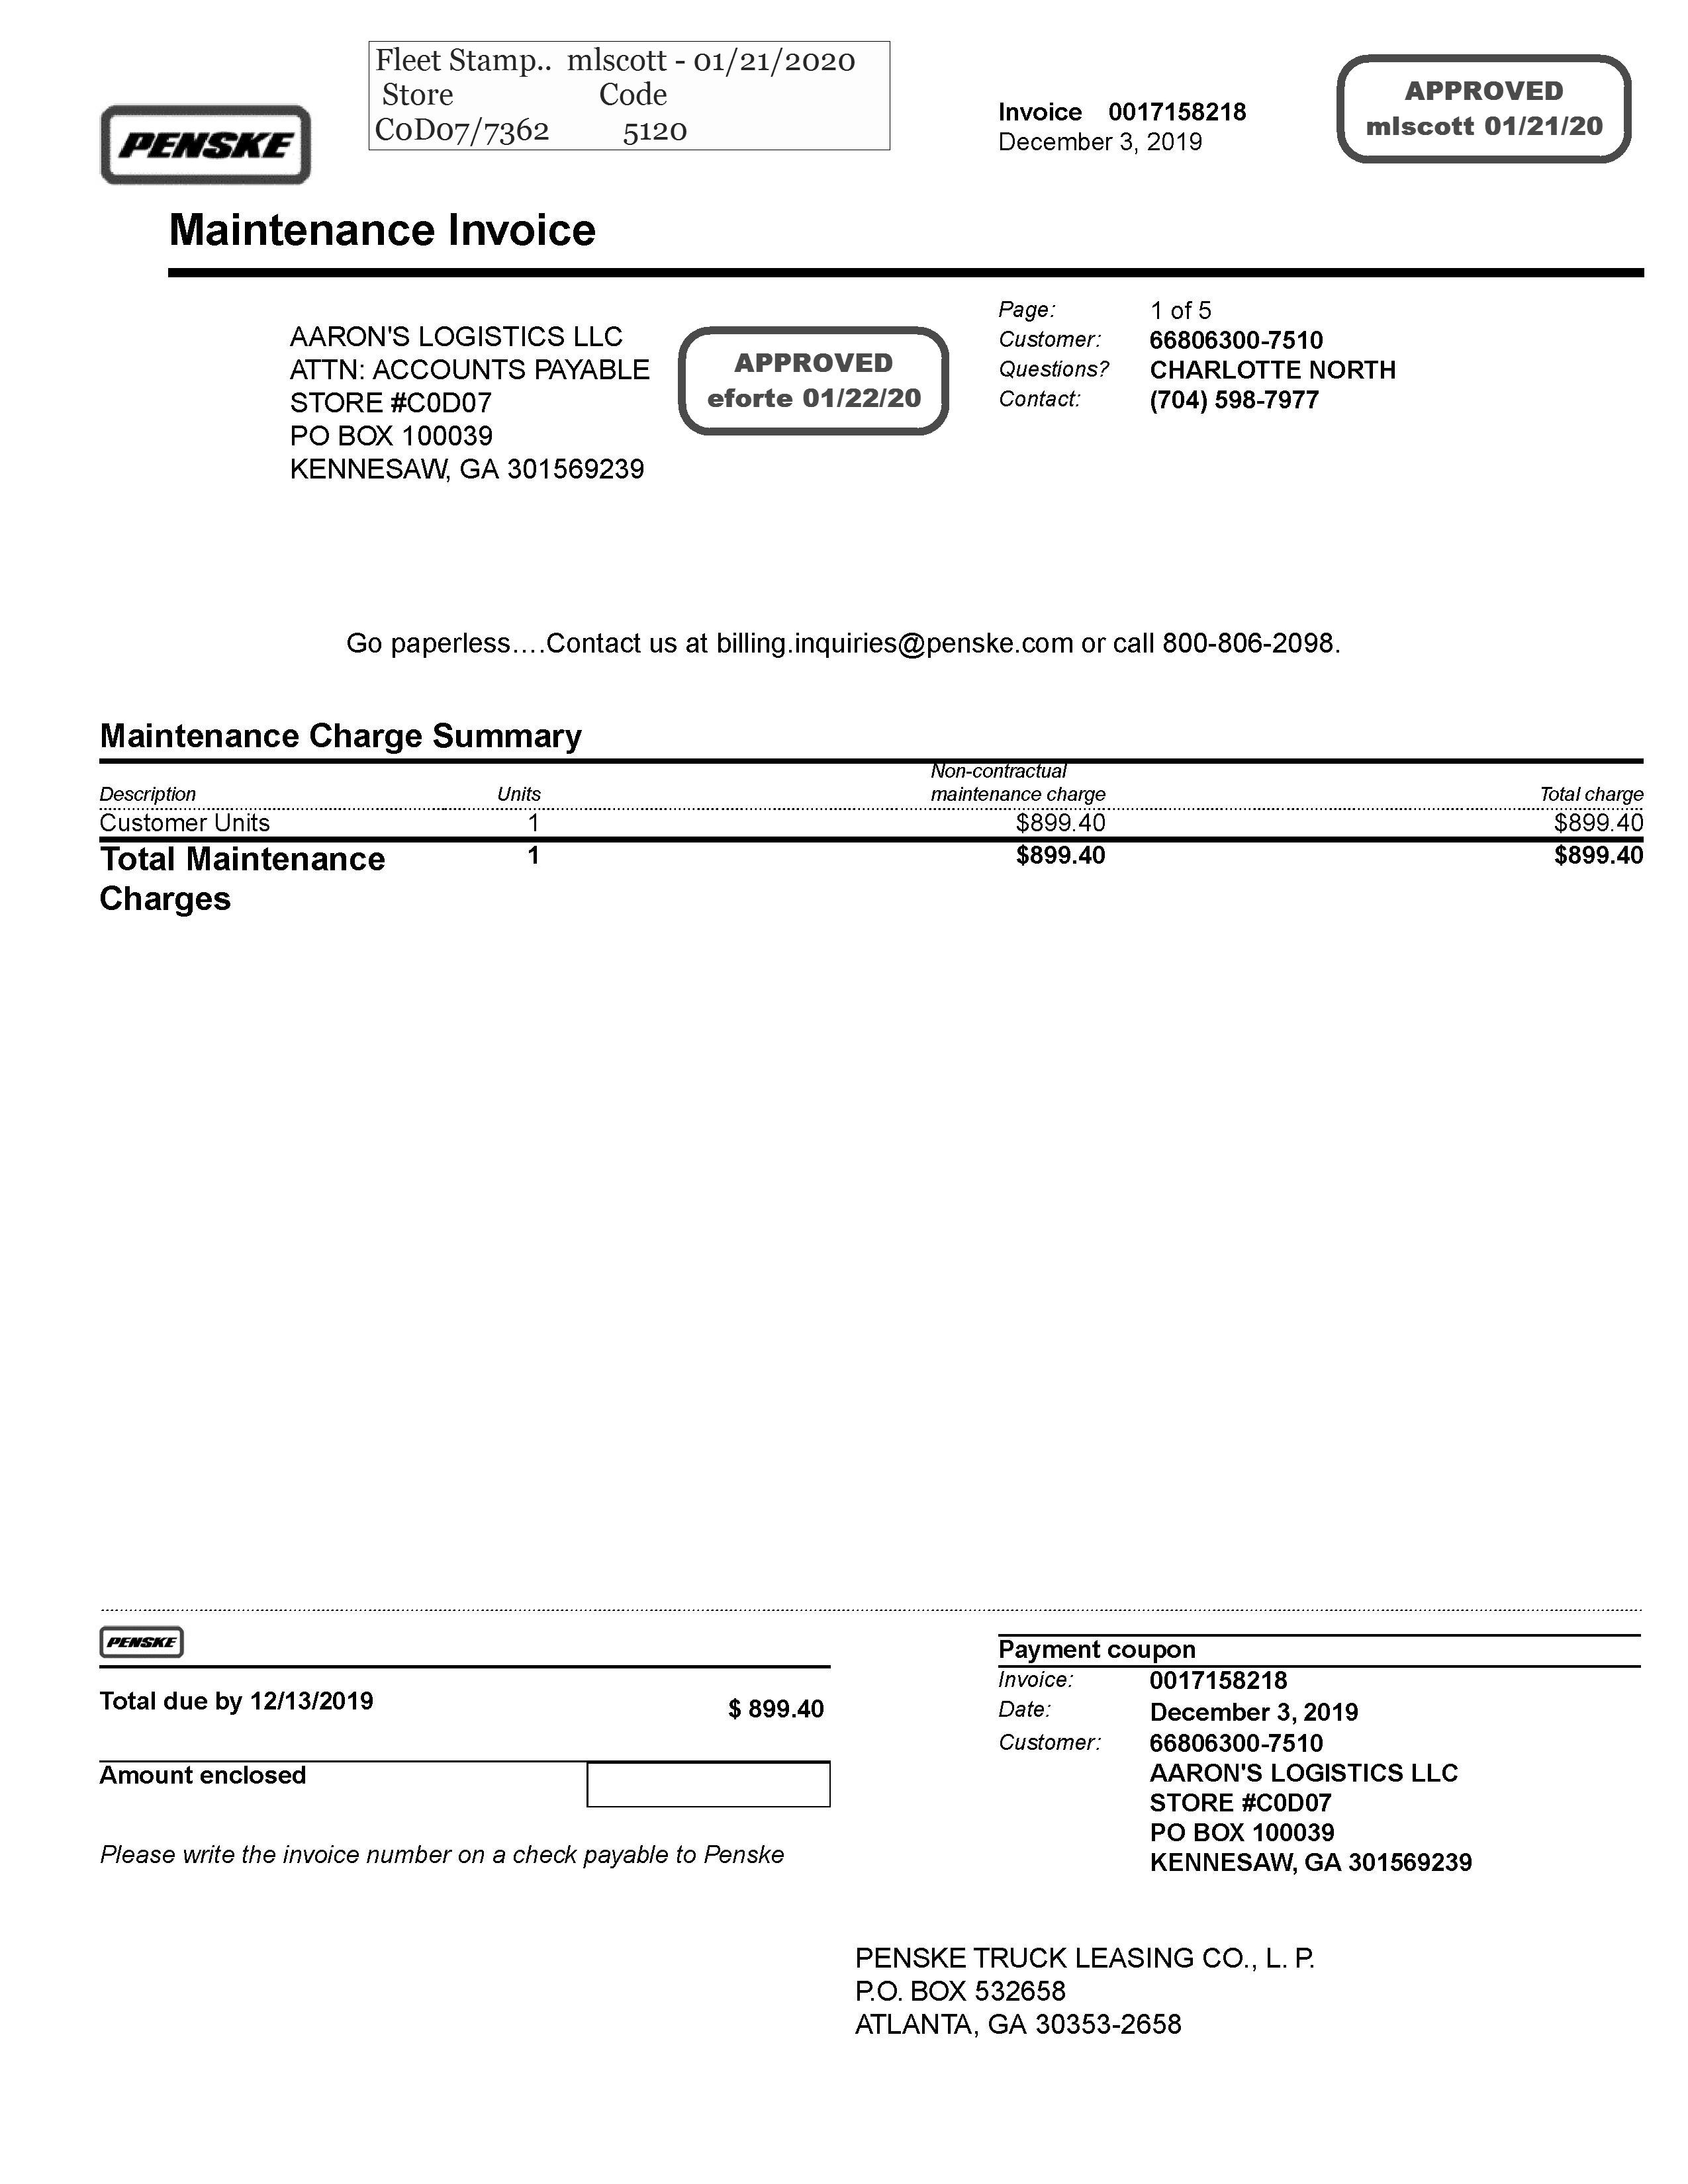 Fleet Stamp.. mlscott - 01/21/2020
Store Code
C0D07/7362 5120
PENSKE
Invoice 0017158218
December 3, 2019
APPROVED
mlscott 01/21/20
Maintenance Invoice
AARON'S LOGISTICS LLC
ATTN: ACCOUNTS PAYABLE
STORE #C0D07
PO BOX 100039
KENNESAW, GA 301569239
APPROVED
eforte 01/22/20
Page: 1 of 5
Customer: 66806300-7510
Questions? CHARLOTTE NORTH
Contact: (704) 598-7977
Go paperless....Contact us at billing.inquiries@penske.com or call 800-806-2098.
Maintenance Charge Summary
Non-contractual
Description Units maintenance charge Total charge
Customer Units 1 $899.40 $899.40
Total Maintenance 1 $899.40 $899.40
Charges
PENSKE
Total due by 12/13/2019 $ 899.40
Amount enclosed
Please write the invoice number on a check payable to Penske
Payment coupon
Invoice: 0017158218
Date: December 3, 2019
Customer: 66806300-7510
AARON'S LOGISTICS LLC
STORE #C0D07
PO BOX 100039
KENNESAW, GA 301569239
PENSKE TRUCK LEASING CO., L. P.
P.O. BOX 532658
ATLANTA, GA 30353-2658